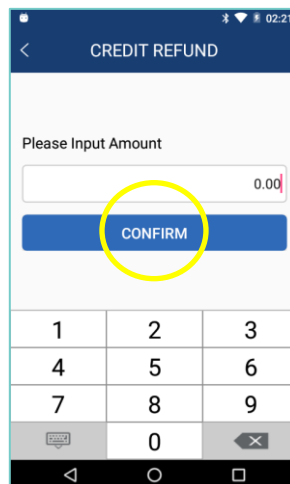 02:21
CREDIT REFUND
Please Input Amount
0.00
CONFIRM
1 2 3
4 5 6
7 8 9
0